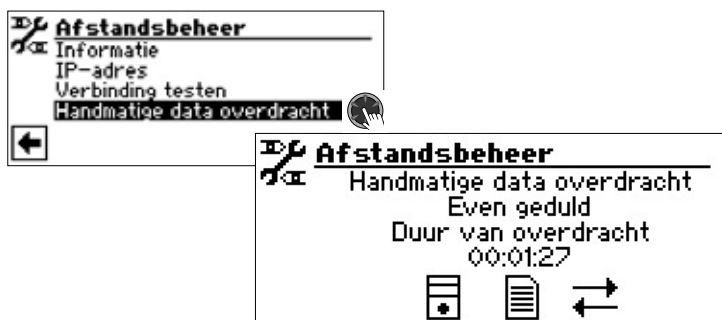 Afstandsbeheer
Informatie
IP-adres
Verbinding testen
Handmatige data overdracht
Afstandsbeheer
Handmatige data overdracht
Even geduld
Duur van overdracht
00:01:27